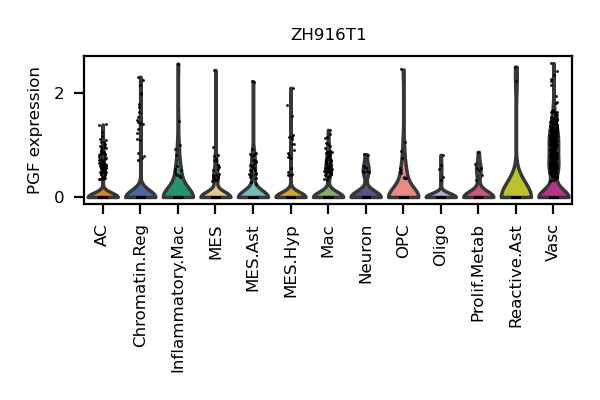 ZH916T1
PGF expression
2
0
AC
Chromatin.Reg
Inflammatory.Mac
MES
MES.Ast
MES.Hyp
Mac
Neuron
OPC
Oligo
Prolif.Metab
Reactive.Ast
Vasc